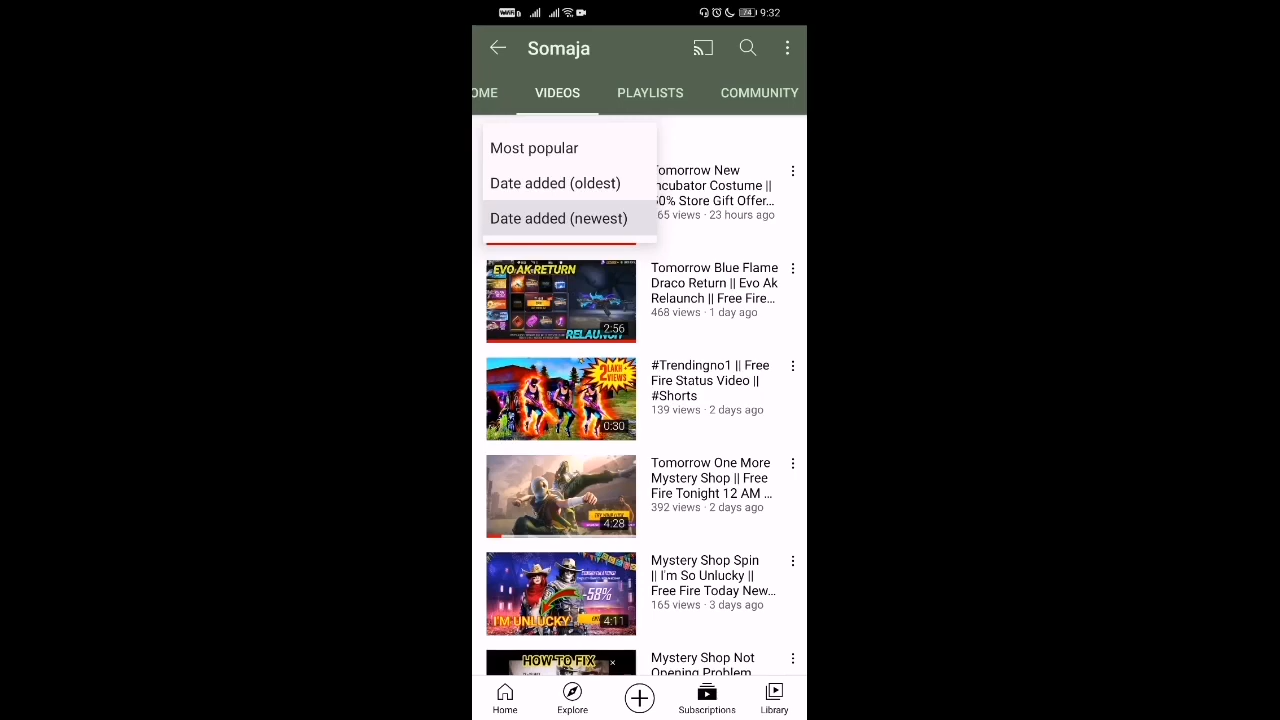 9:32
Somaja
OME
VIDEOS
PLAYLISTS
COMMUNITY
Most popular
Date added (oldest)
Date added (newest)
Tomorrow New
ncubator Costume ||
50% Store Gift Offer...
65 views · 23 hours ago
EVO AK RETURN
RELAUNCH
2:56
Tomorrow Blue Flame
Draco Return || Evo Ak
Relaunch || Free Fire...
468 views · 1 day ago
2 LAKH+
VIEWS
0:30
#Trendingno1 || Free
Fire Status Video ||
#Shorts
139 views · 2 days ago
4:28
Tomorrow One More
Mystery Shop || Free
Fire Tonight 12 AM ...
392 views · 2 days ago
-58%
I'M UNLUCKY
4:11
Mystery Shop Spin
|| I'm So Unlucky ||
Free Fire Today New...
165 views · 3 days ago
HOW TO FIX
Mystery Shop Not
Opening Problem
Home
Explore
Subscriptions
Library